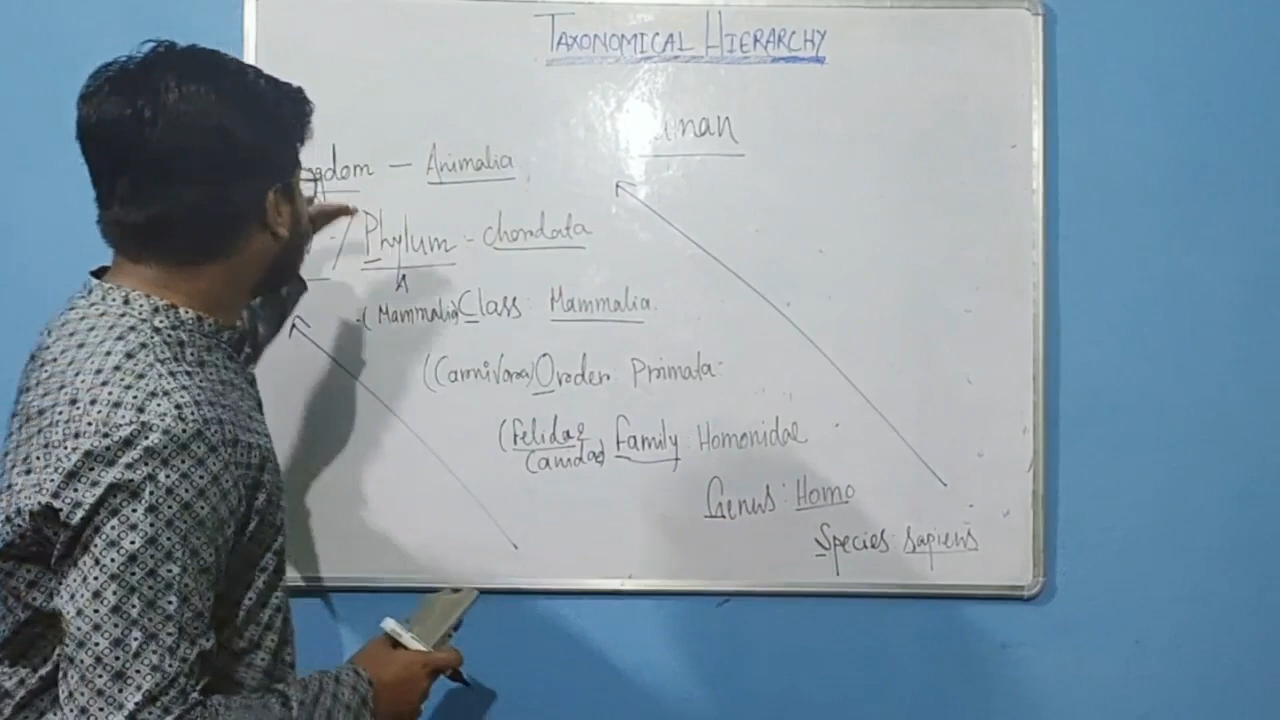 TAXONOMICAL HIERARCHY
— Animalia
Phylum - Chordata
(Mammalia) Class: Mammalia.
(Carnivora) Order: Primata
(Felidae Family: Homonidae
Canidae)
Genus: Homo
Species: sapiens